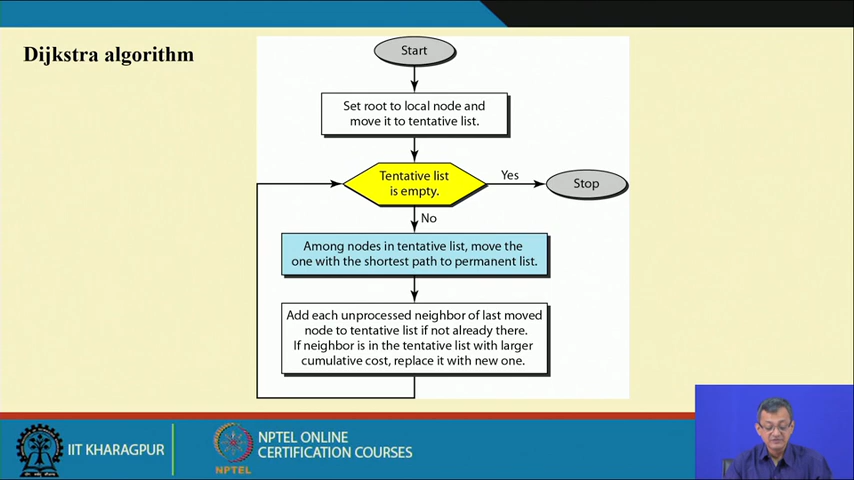 Dijkstra algorithm
Start
Set root to local node and
move it to tentative list.
Tentative list
is empty.
Yes
Stop
No
Among nodes in tentative list, move the
one with the shortest path to permanent list.
Add each unprocessed neighbor of last moved
node to tentative list if not already there.
If neighbor is in the tentative list with larger
cumulative cost, replace it with new one.
IIT KHARAGPUR
NPTEL
NPTEL ONLINE
CERTIFICATION COURSES